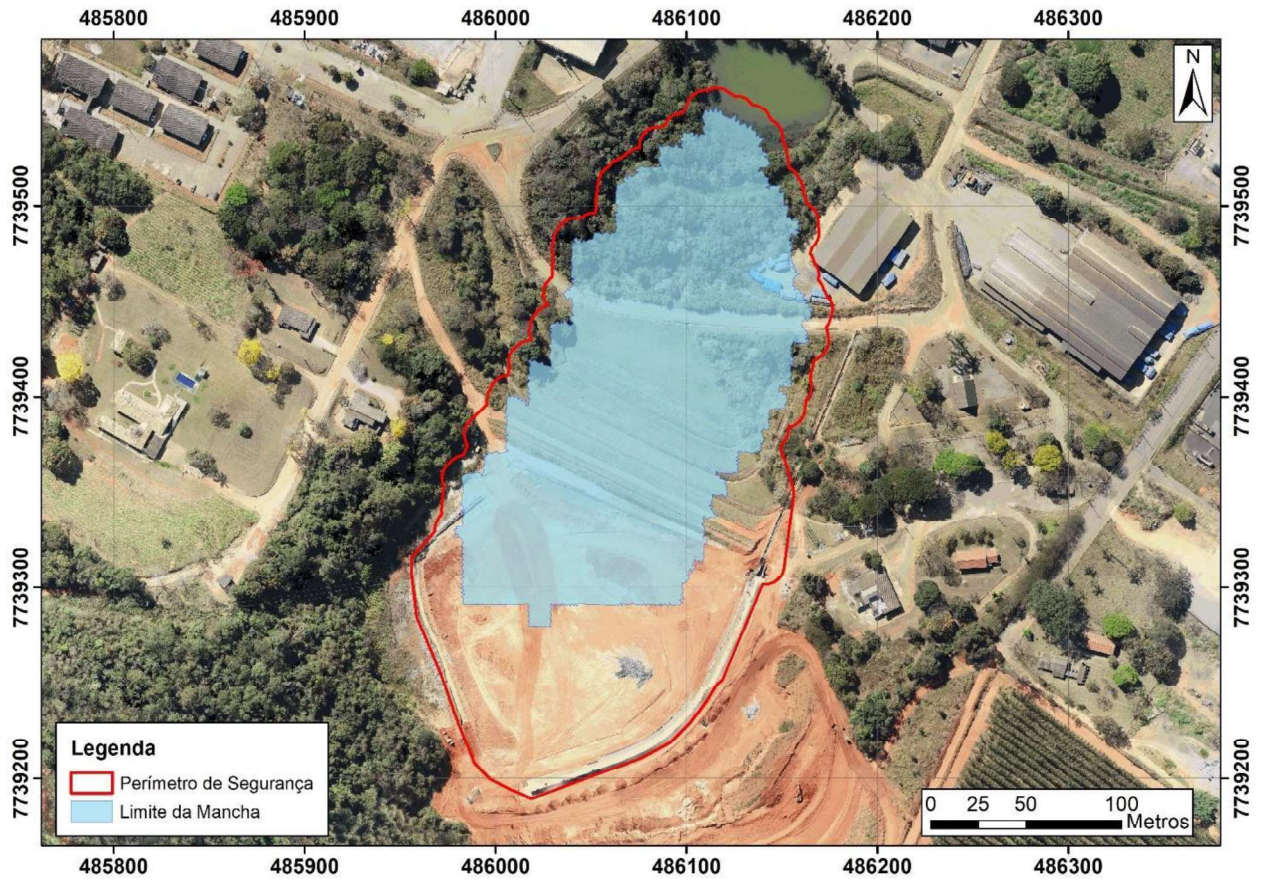 485800 485900 486000 486100 486200 486300
N
7739500 7739500
7739400 7739400
7739300 7739300
7739200 7739200
Legenda
Perímetro de Segurança
Limite da Mancha
0 25 50 100
Metros
485800 485900 486000 486100 486200 486300